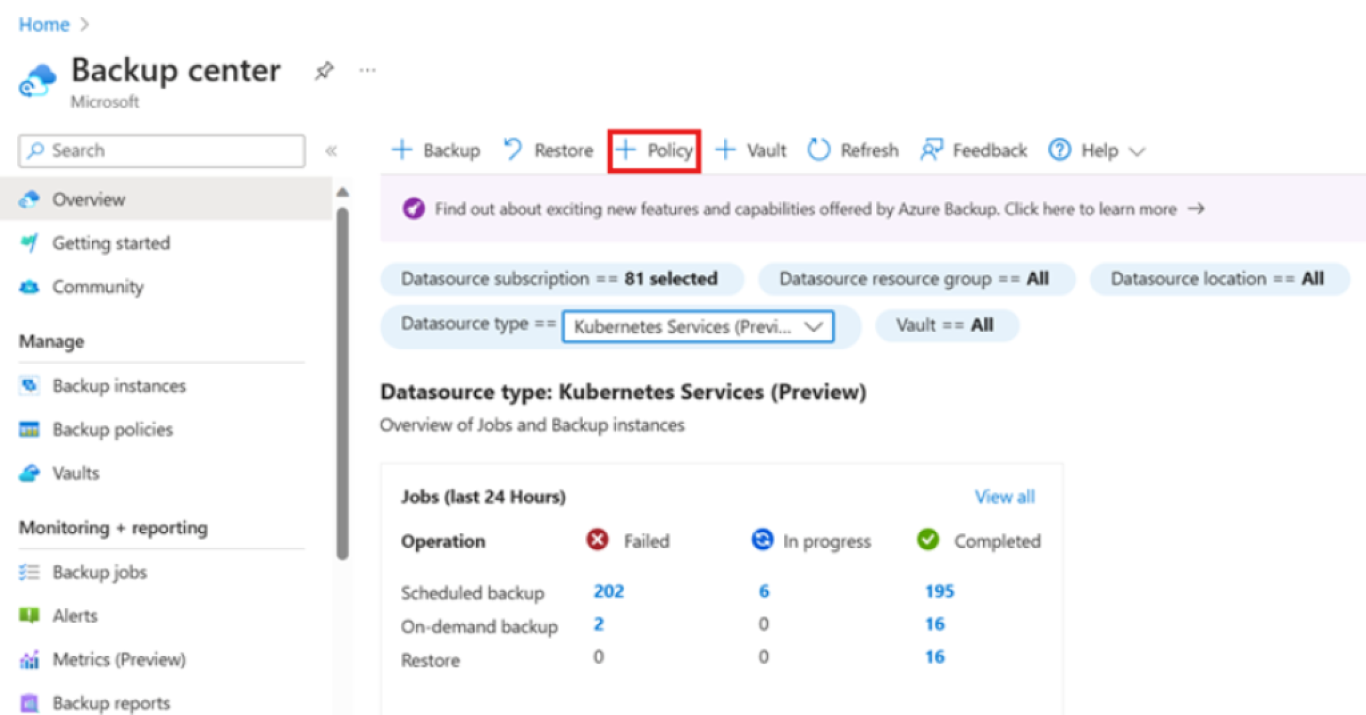 Home >
Backup center
Microsoft
Search
Overview
Getting started
Community
Manage
Backup instances
Backup policies
Vaults
Monitoring + reporting
Backup jobs
Alerts
Metrics (Preview)
Backup reports
+ Backup Restore + Policy + Vault Refresh Feedback Help
Find out about exciting new features and capabilities offered by Azure Backup. Click here to learn more →
Datasource subscription == 81 selected Datasource resource group == All Datasource location == All
Datasource type == Kubernetes Services (Previ... Vault == All
Datasource type: Kubernetes Services (Preview)
Overview of Jobs and Backup instances
Jobs (last 24 Hours) View all
Operation Failed In progress Completed
Scheduled backup 202 6 195
On-demand backup 2 0 16
Restore 0 0 16